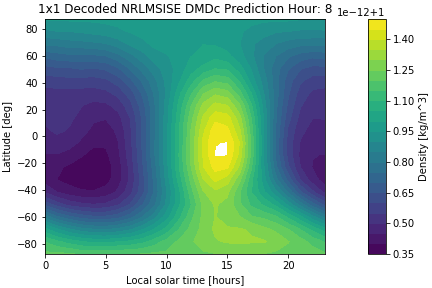 1x1 Decoded NRLMSISE DMDc Prediction Hour: 8
1e−12+1
80
60
40
20
0
−20
−40
−60
−80
Latitude [deg]
0 5 10 15 20
Local solar time [hours]
1.40
1.25
1.10
0.95
0.80
0.65
0.50
0.35
Density [kg/m^3]